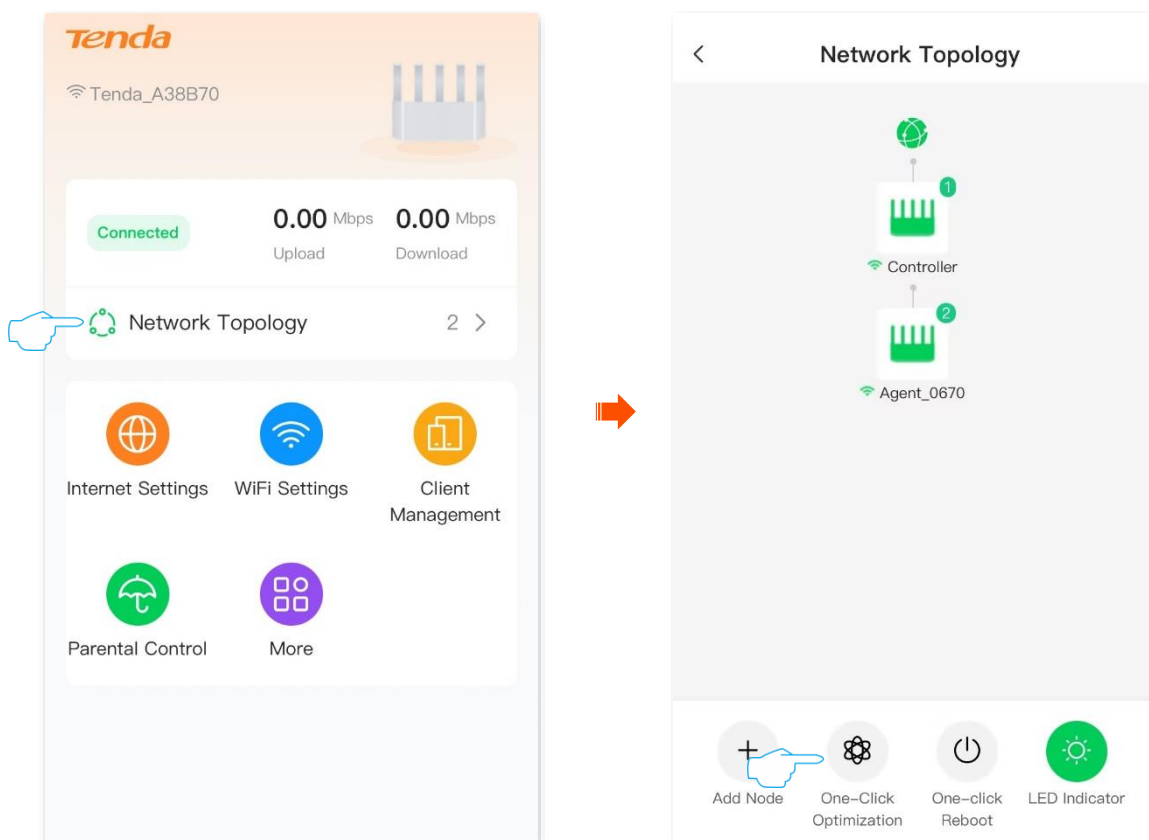 Tenda
Tenda_A38B70
Connected
0.00 Mbps
Upload
0.00 Mbps
Download
Network Topology
2
Internet Settings
WiFi Settings
Client
Management
Parental Control
More
Network Topology
1
Controller
2
Agent_0670
Add Node
One-Click
Optimization
One-click
Reboot
LED Indicator